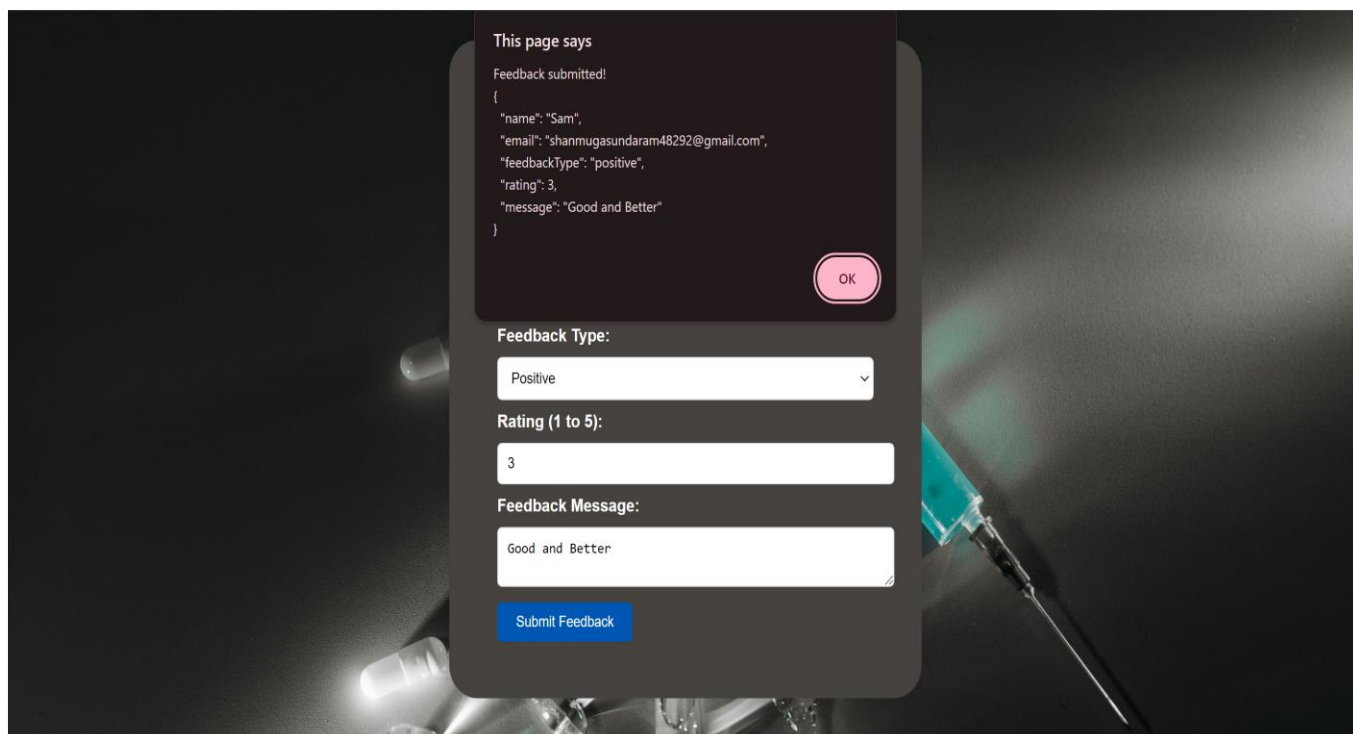 This page says
Feedback submitted!
{
"name": "Sam",
"email": "shanmugasundaram48292@gmail.com",
"feedbackType": "positive",
"rating": 3,
"message": "Good and Better"
}
OK
Feedback Type:
Positive
Rating (1 to 5):
3
Feedback Message:
Good and Better
Submit Feedback